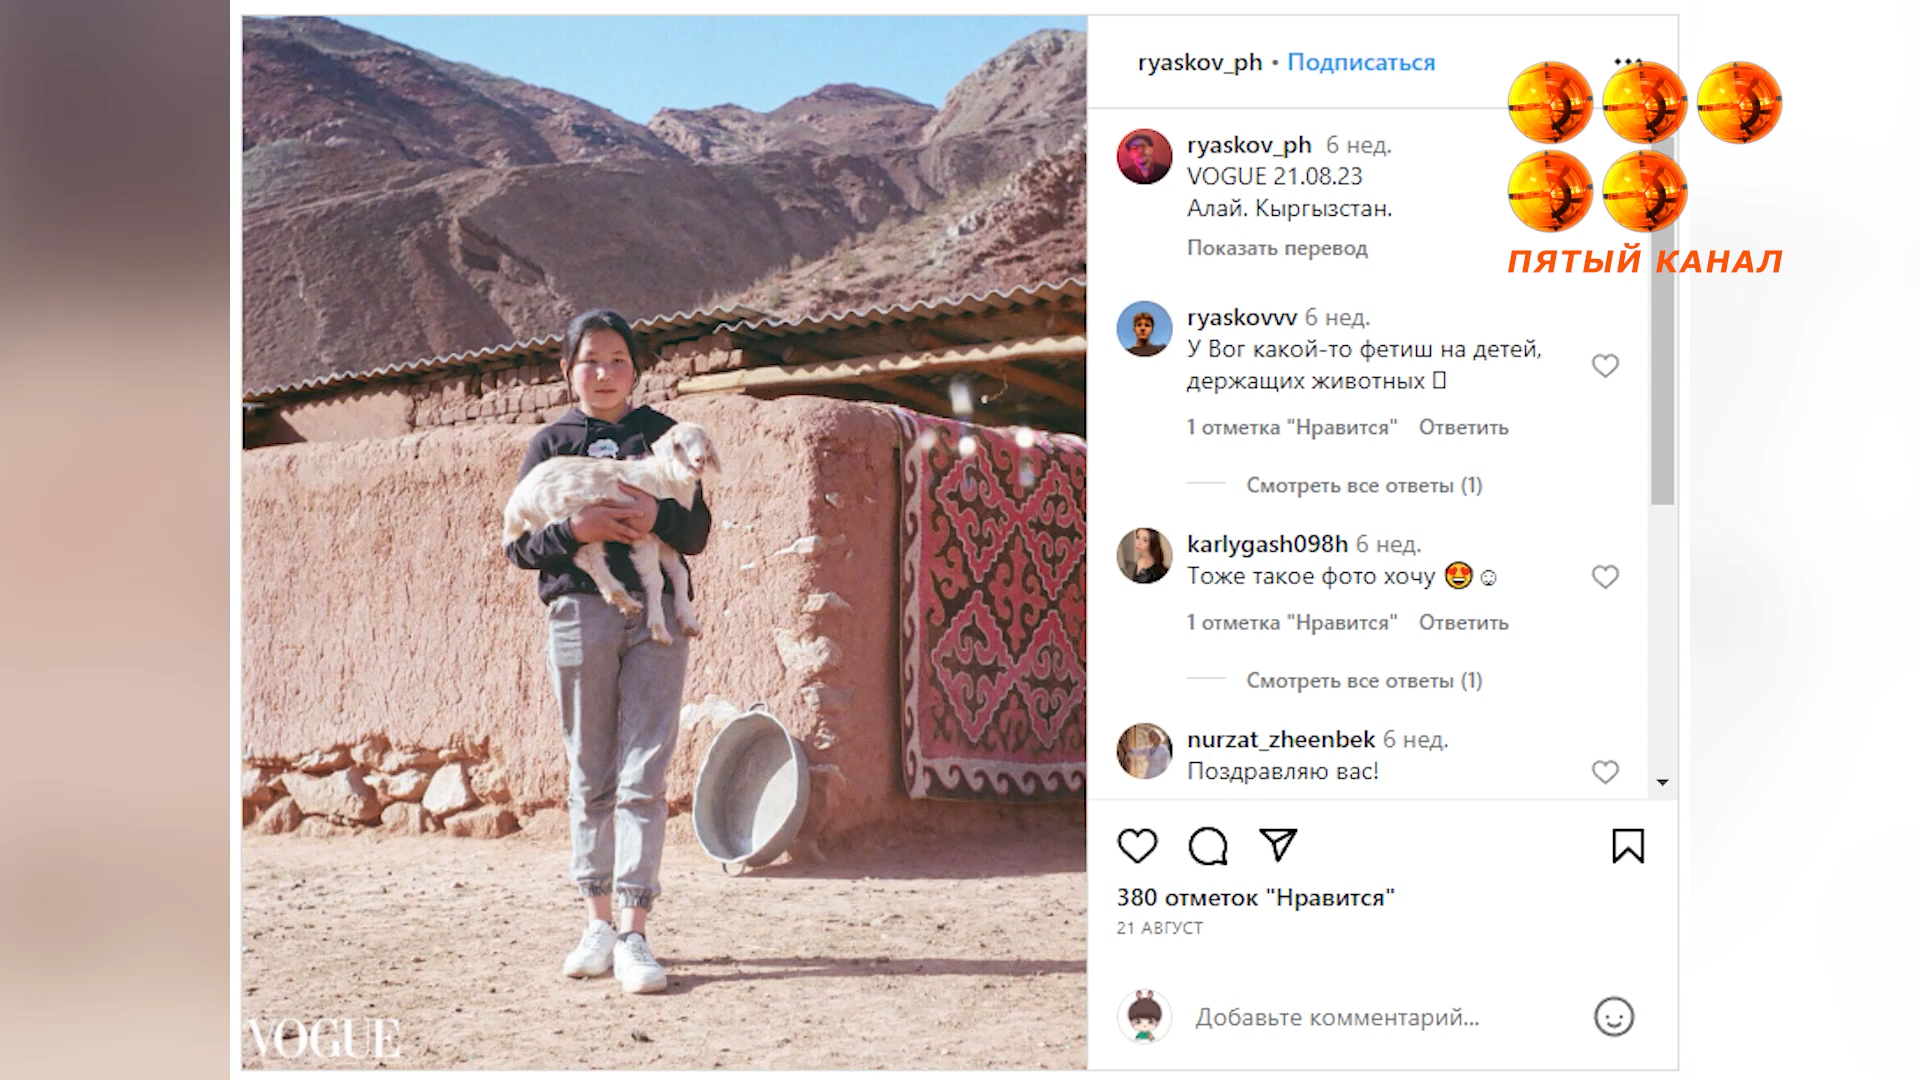 ryaskov_ph • Подписаться
ПЯТЫЙ КАНАЛ
ryaskov_ph 6 нед.
VOGUE 21.08.23
Алай. Кыргызстан.
Показать перевод
ryaskovvv 6 нед.
У Вог какой-то фетиш на детей,
держащих животных
1 отметка "Нравится" Ответить
Смотреть все ответы (1)
karlygash098h 6 нед.
Тоже такое фото хочу 😍☺
1 отметка "Нравится" Ответить
Смотреть все ответы (1)
nurzat_zheenbek 6 нед.
Поздравляю вас!
380 отметок "Нравится"
21 АВГУСТ
Добавьте комментарий...
VOGUE